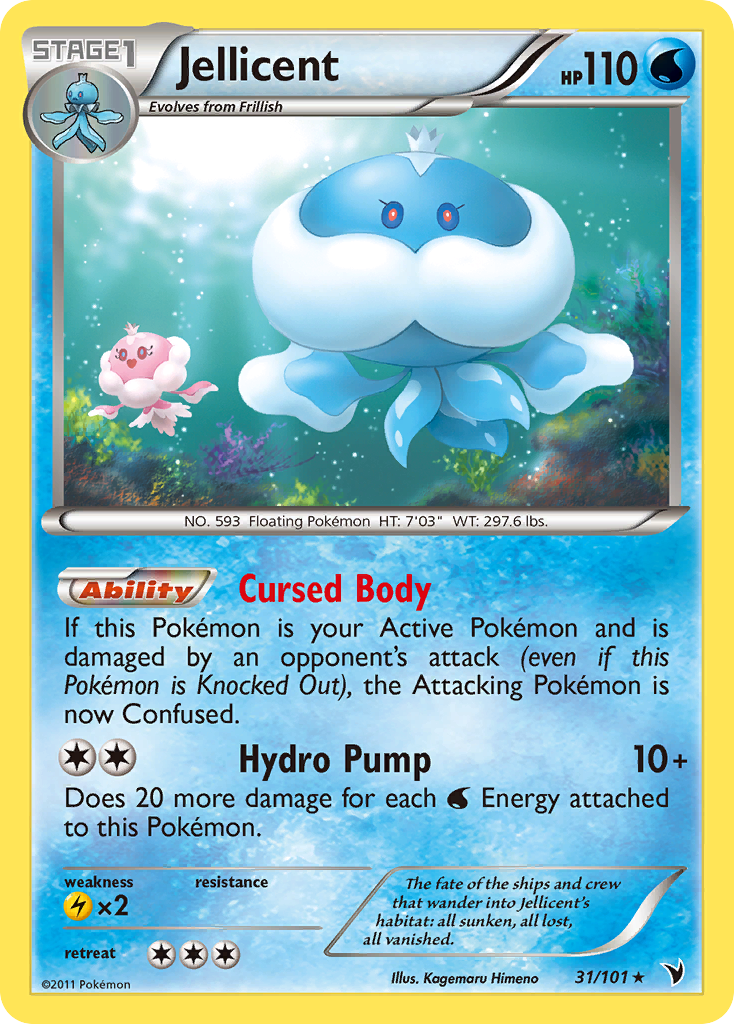 STAGE1
Jellicent
HP110
Evolves from Frillish
NO. 593 Floating Pokémon HT: 7'03" WT: 297.6 lbs.
Ability Cursed Body
If this Pokémon is your Active Pokémon and is
damaged by an opponent's attack (even if this
Pokémon is Knocked Out), the Attacking Pokémon is
now Confused.
Hydro Pump 10+
Does 20 more damage for each Energy attached
to this Pokémon.
weakness resistance
×2
retreat
The fate of the ships and crew
that wander into Jellicent's
habitat: all sunken, all lost,
all vanished.
©2011 Pokémon
Illus. Kagemaru Himeno
31/101 ★